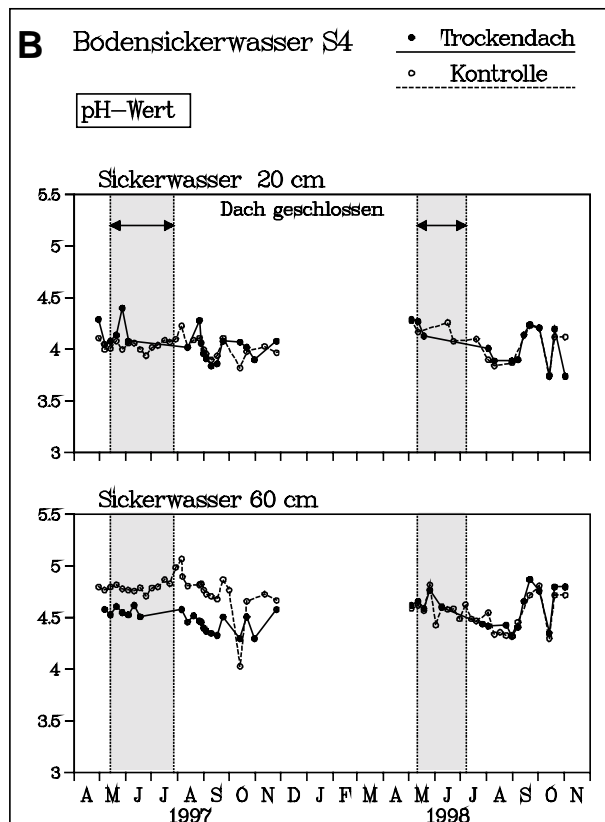 B Bodensickerwasser S4
Trockendach
Kontrolle
pH–Wert
Sickerwasser 20 cm
Dach geschlossen
5.5
5
4.5
4
3.5
3
Sickerwasser 60 cm
5.5
5
4.5
4
3.5
3
A M J J A S O N D J F M A M J J A S O N
1997 1998